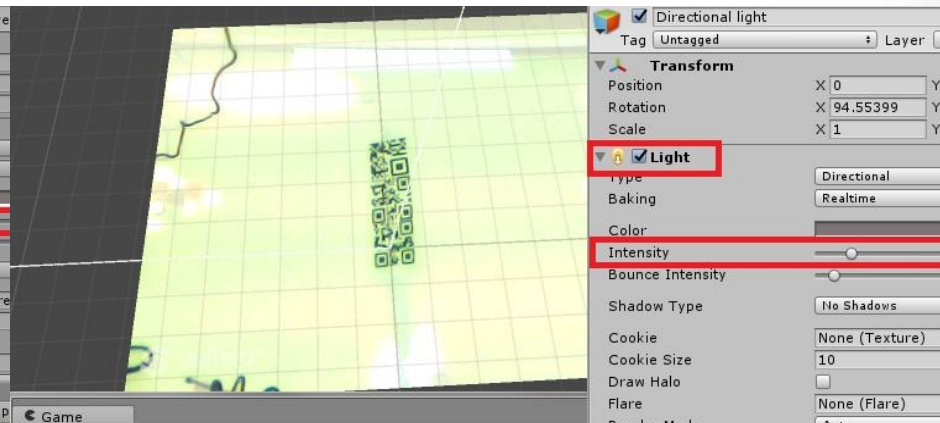 Directional light
Tag Untagged Layer
Transform
Position X 0 Y
Rotation X 94.55399 Y
Scale X 1 Y
Light
Type Directional
Baking Realtime
Color
Intensity
Bounce Intensity
Shadow Type No Shadows
Cookie None (Texture)
Cookie Size 10
Draw Halo
Flare None (Flare)
Game